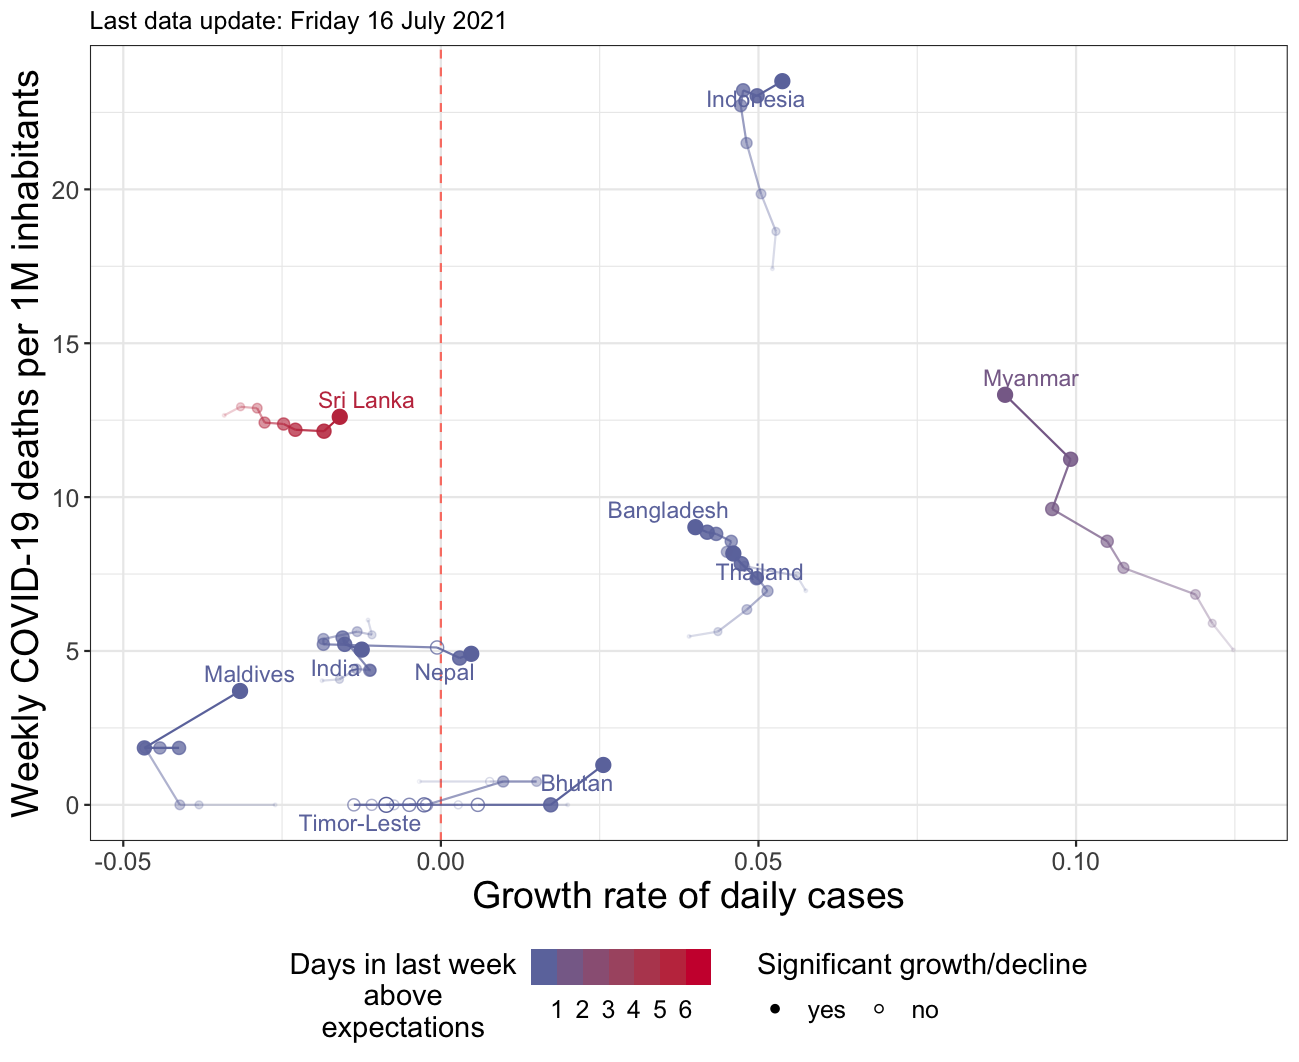 Last data update: Friday 16 July 2021
Weekly COVID-19 deaths per 1M inhabitants
20
15
10
5
0
Indonesia
Myanmar
Sri Lanka
Bangladesh
Thailand
Maldives
India
Nepal
Bhutan
Timor-Leste
-0.05
0.00
0.05
0.10
Growth rate of daily cases
Days in last week
above
expectations
1 2 3 4 5 6
Significant growth/decline
yes no